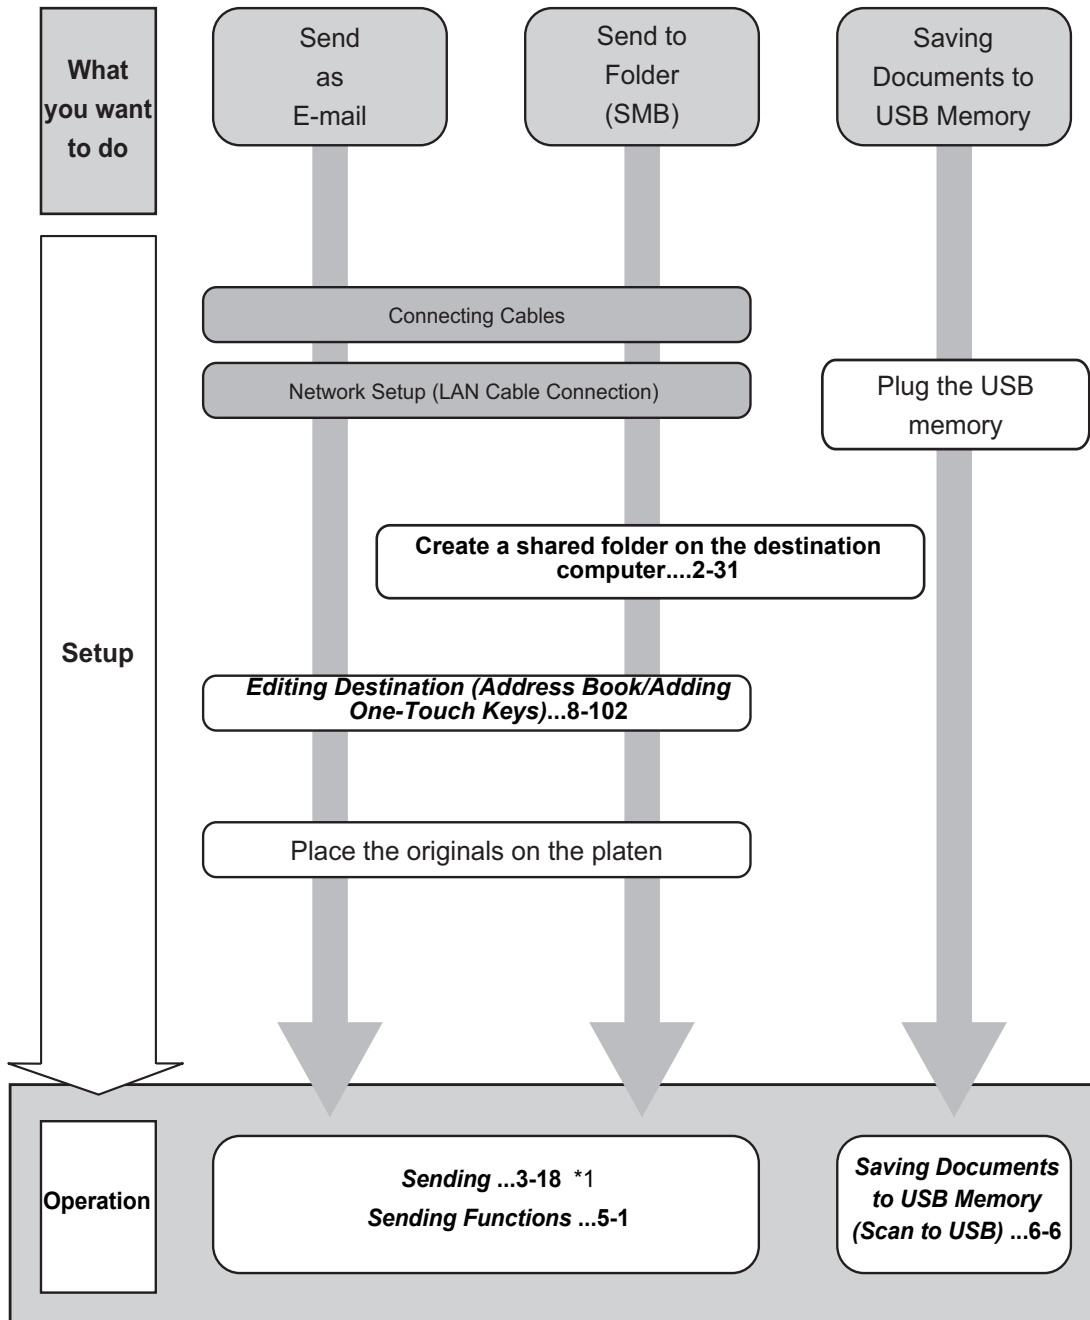 What
you want
to do
Send
as
E-mail
Send to
Folder
(SMB)
Saving
Documents to
USB Memory
Connecting Cables
Network Setup (LAN Cable Connection)
Plug the USB
memory
Create a shared folder on the destination
computer....2-31
Setup
Editing Destination (Address Book/Adding
One-Touch Keys)...8-102
Place the originals on the platen
Operation
Sending ...3-18 *1
Sending Functions ...5-1
Saving Documents
to USB Memory
(Scan to USB) ...6-6